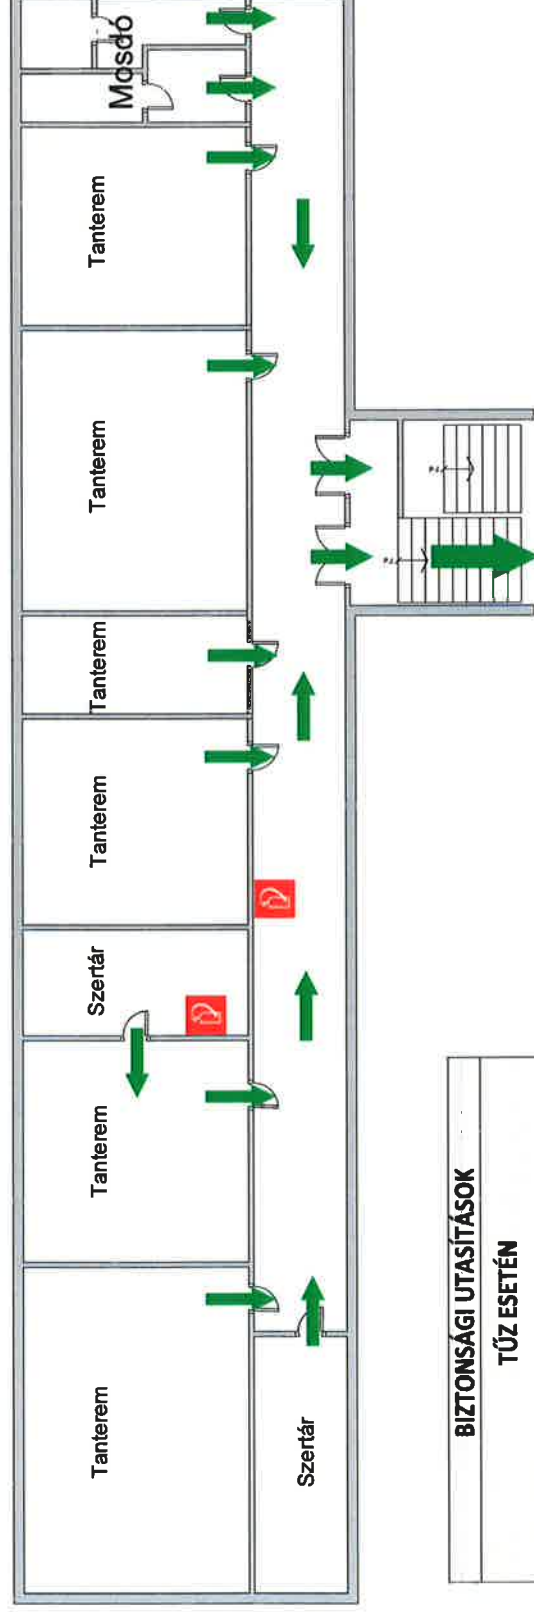 Tanterem
Tanterem
Szertár
Tanterem
Tanterem
Tanterem
Tanterem
Mosdó
Szertár
BIZTONSÁGI UTASÍTÁSOK
TŰZ ESETÉN